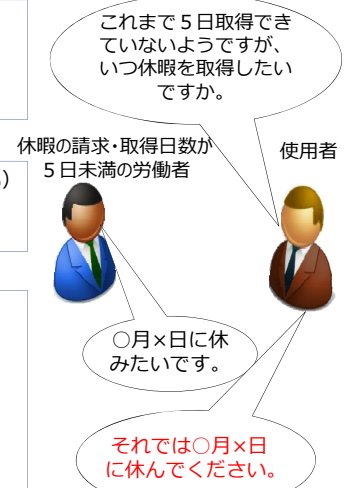 これまで５日取得でき
ていないようですが、
いつ休暇を取得したい
ですか。
休暇の請求・取得日数が
５日未満の労働者
使用者
)
○月×日に休
みたいです。
それでは○月×日
に休んでください。